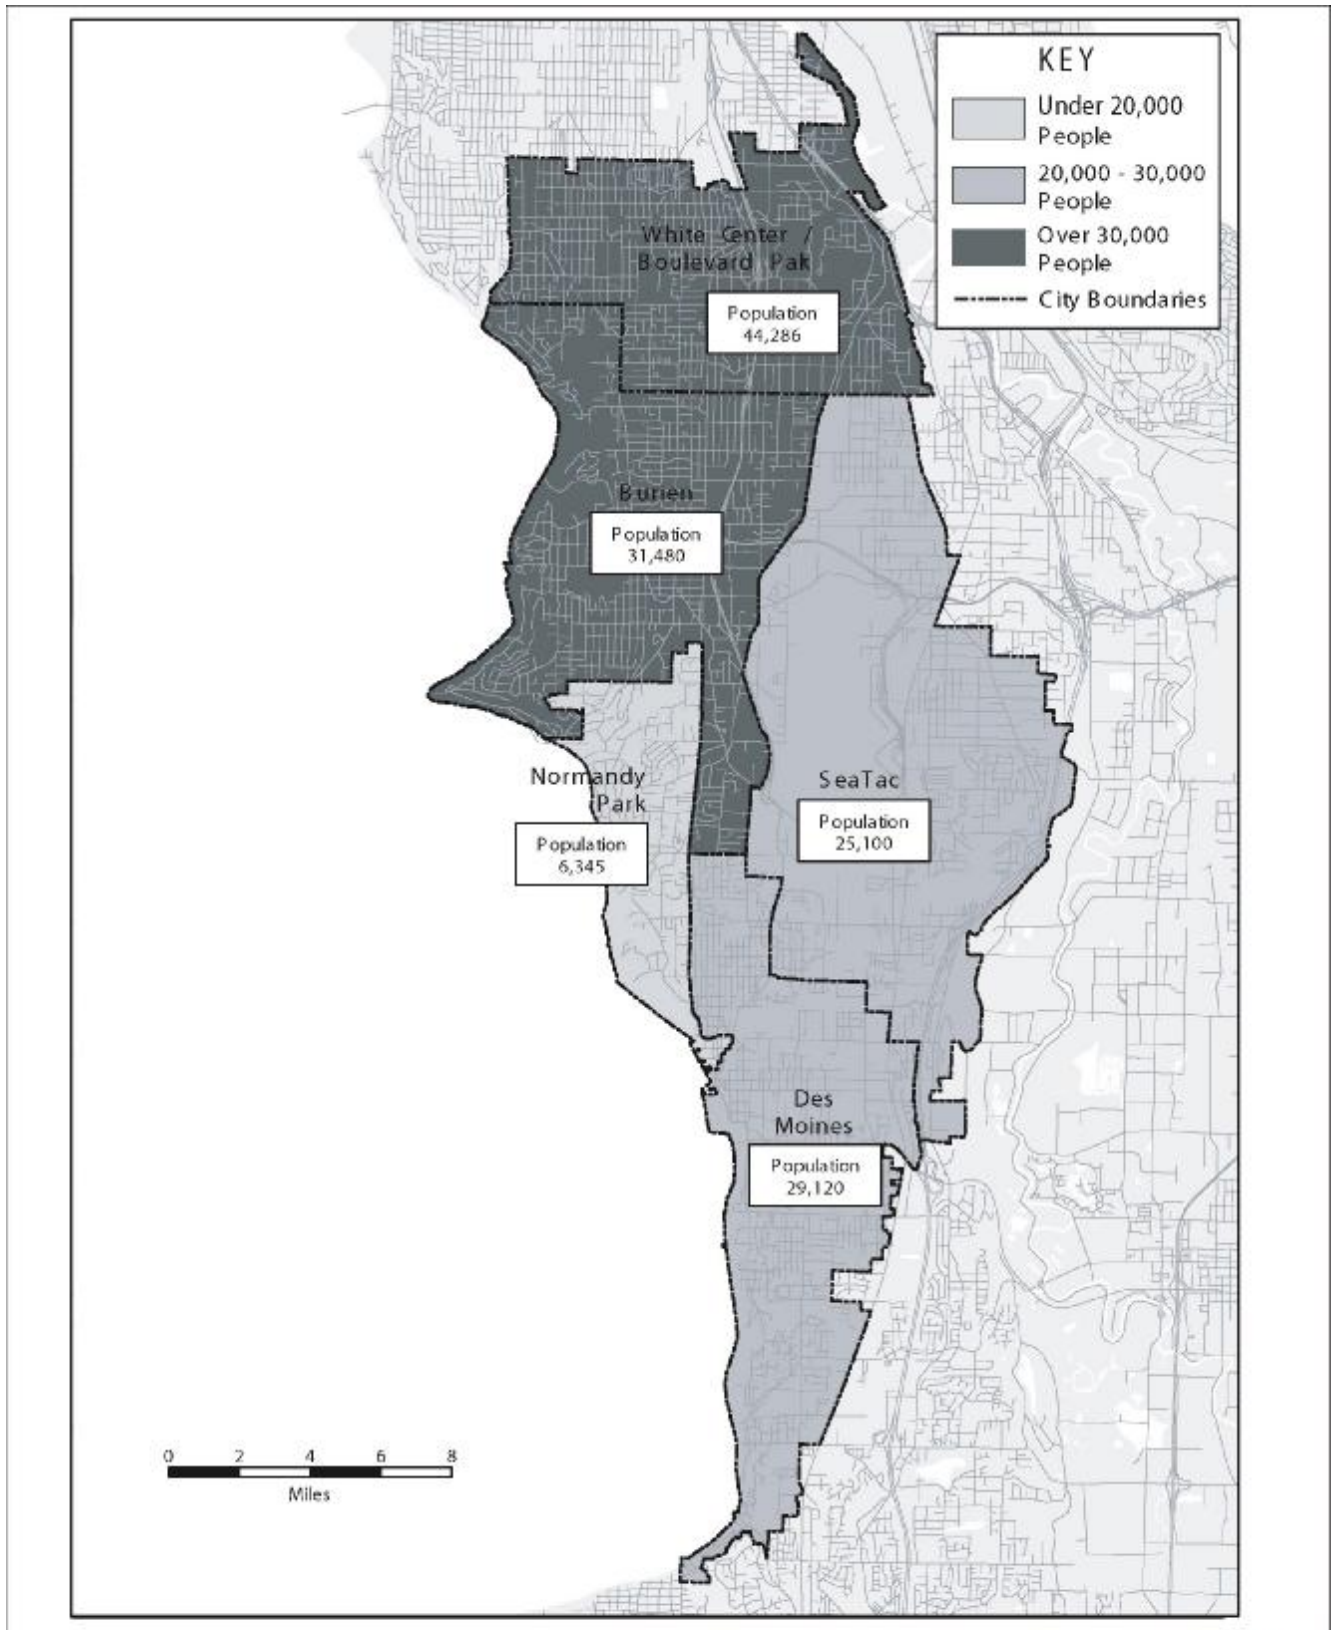 KEY
Under 20,000
People
20,000 - 30,000
People
Over 30,000
People
City Boundaries
White Center /
Boulevard Pak
Population
44,286
Burien
Population
31,480
Normandy
Park
Population
6,345
SeaTac
Population
25,100
Des
Moines
Population
29,120
0 2 4 6 8
Miles